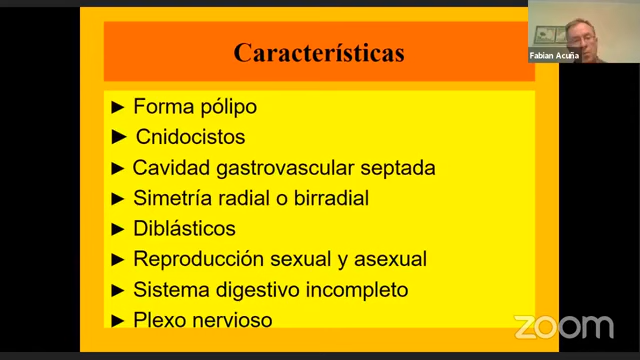 Características
► Forma pólipo
► Cnidocistos
► Cavidad gastrovascular septada
► Simetría radial o birradial
► Diblásticos
► Reproducción sexual y asexual
► Sistema digestivo incompleto
► Plexo nervioso
Fabian Acuña
zoom